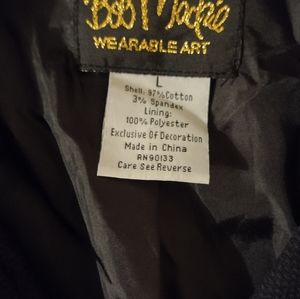 Bob Mackie
WEARABLE ART
L
Shell: 97% Cotton
3% Spandex
Lining:
100% Polyester
Exclusive Of Decoration
Made in China
RN90133
Care See Reverse